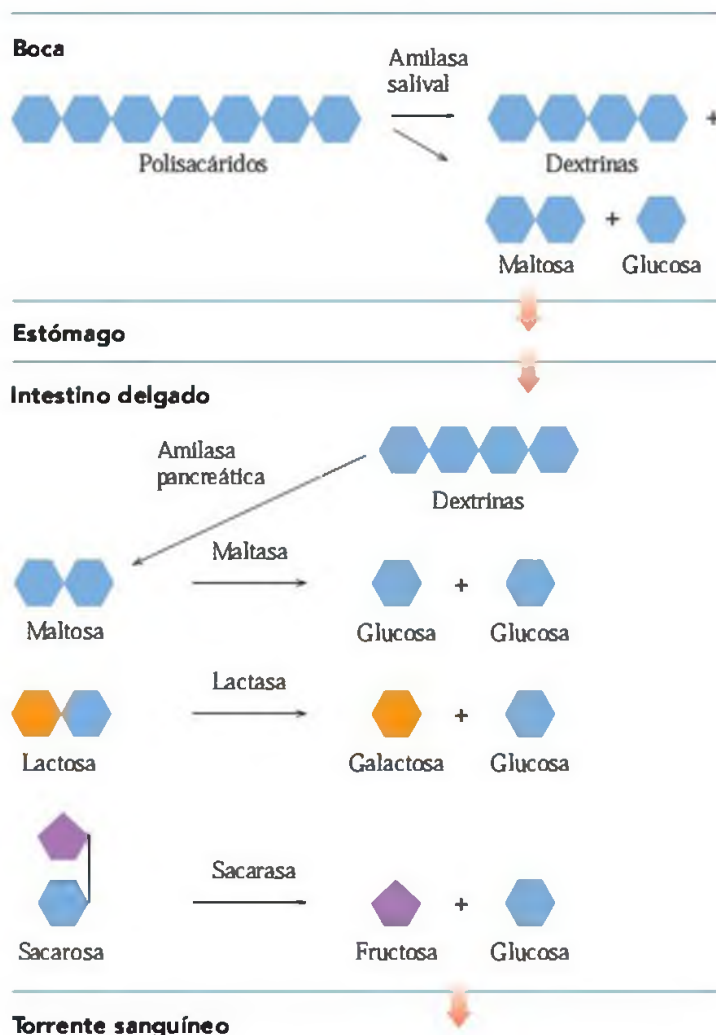 Boca
Amilasa
salival
+
Polisacáridos
Dextrinas
+
Maltosa
Glucosa
Estómago
Intestino delgado
Amilasa
pancreática
Dextrinas
Maltasa
+
Maltosa
Glucosa
Glucosa
Lactasa
+
Lactosa
Galactosa
Glucosa
Sacarasa
+
Sacarosa
Fructosa
Glucosa
Torrente sanguíneo